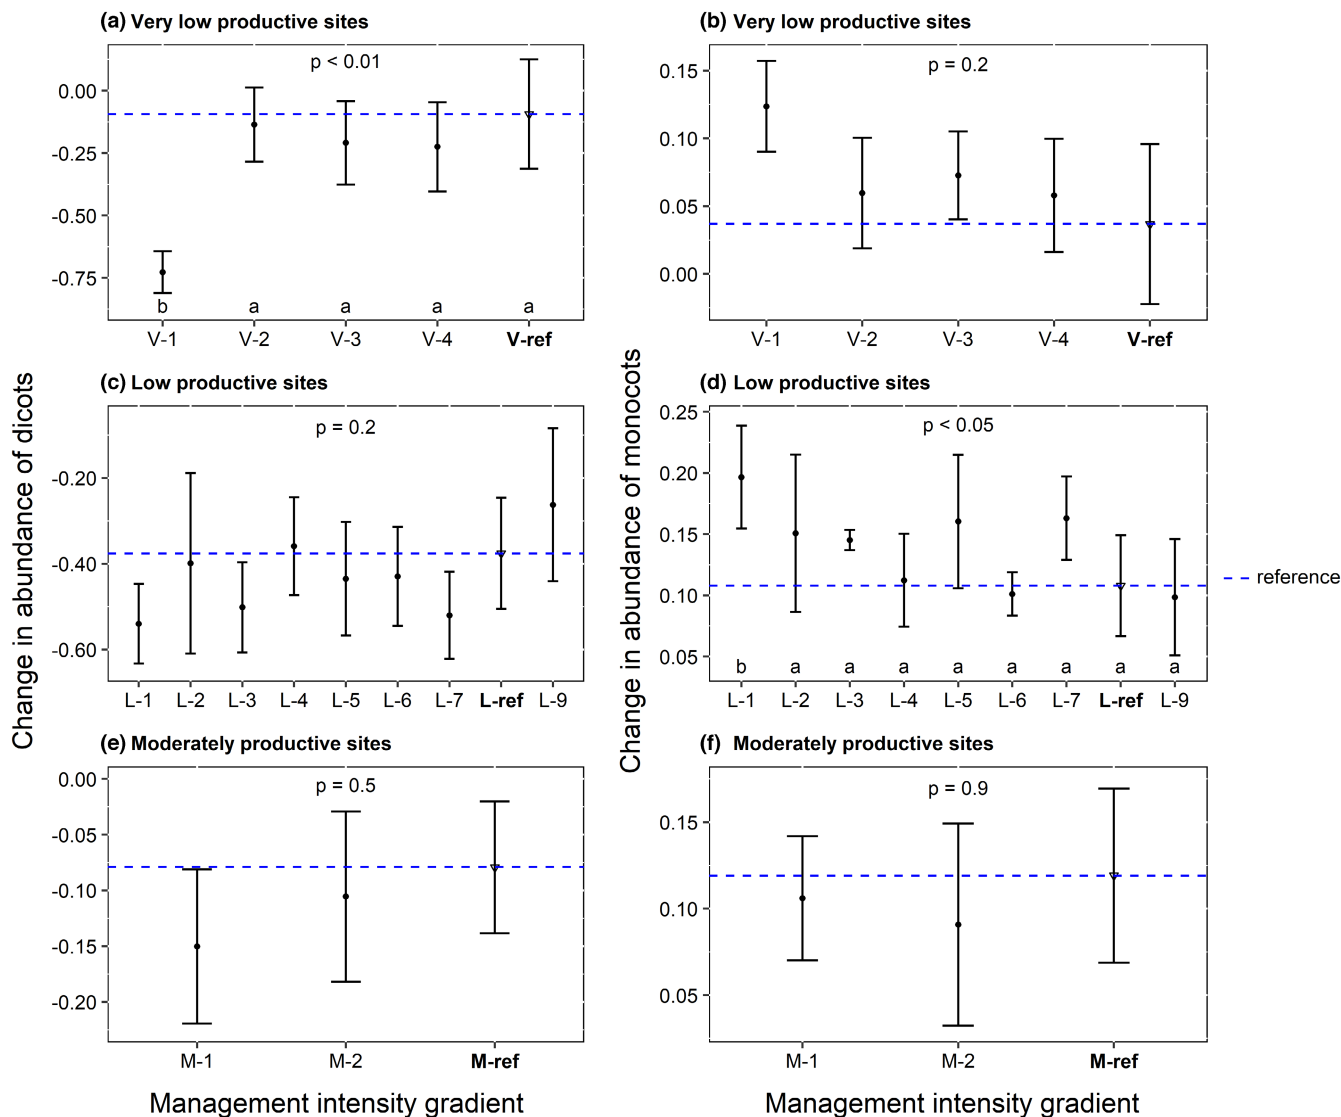 (a) Very low productive sites
p < 0.01
0.00
-0.25
-0.50
-0.75
b a a a a
V-1 V-2 V-3 V-4 V-ref
(b) Very low productive sites
p = 0.2
0.15
0.10
0.05
0.00
V-1 V-2 V-3 V-4 V-ref
Change in abundance of dicots
(c) Low productive sites
p = 0.2
-0.20
-0.40
-0.60
L-1 L-2 L-3 L-4 L-5 L-6 L-7 L-ref L-9
Change in abundance of monocots
(d) Low productive sites
p < 0.05
0.25
0.20
0.15
0.10
0.05
b a a a a a a a a
L-1 L-2 L-3 L-4 L-5 L-6 L-7 L-ref L-9
reference
(e) Moderately productive sites
p = 0.5
0.00
-0.05
-0.10
-0.15
-0.20
M-1 M-2 M-ref
Management intensity gradient
(f) Moderately productive sites
p = 0.9
0.15
0.10
0.05
M-1 M-2 M-ref
Management intensity gradient